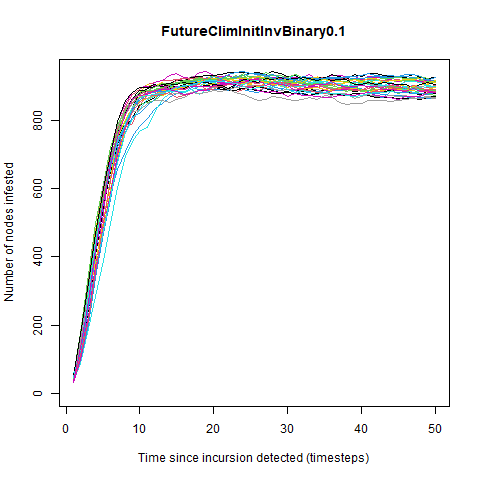 FutureClimInitInvBinary0.1
Number of nodes infested
800
600
400
200
0
0 10 20 30 40 50
Time since incursion detected (timesteps)